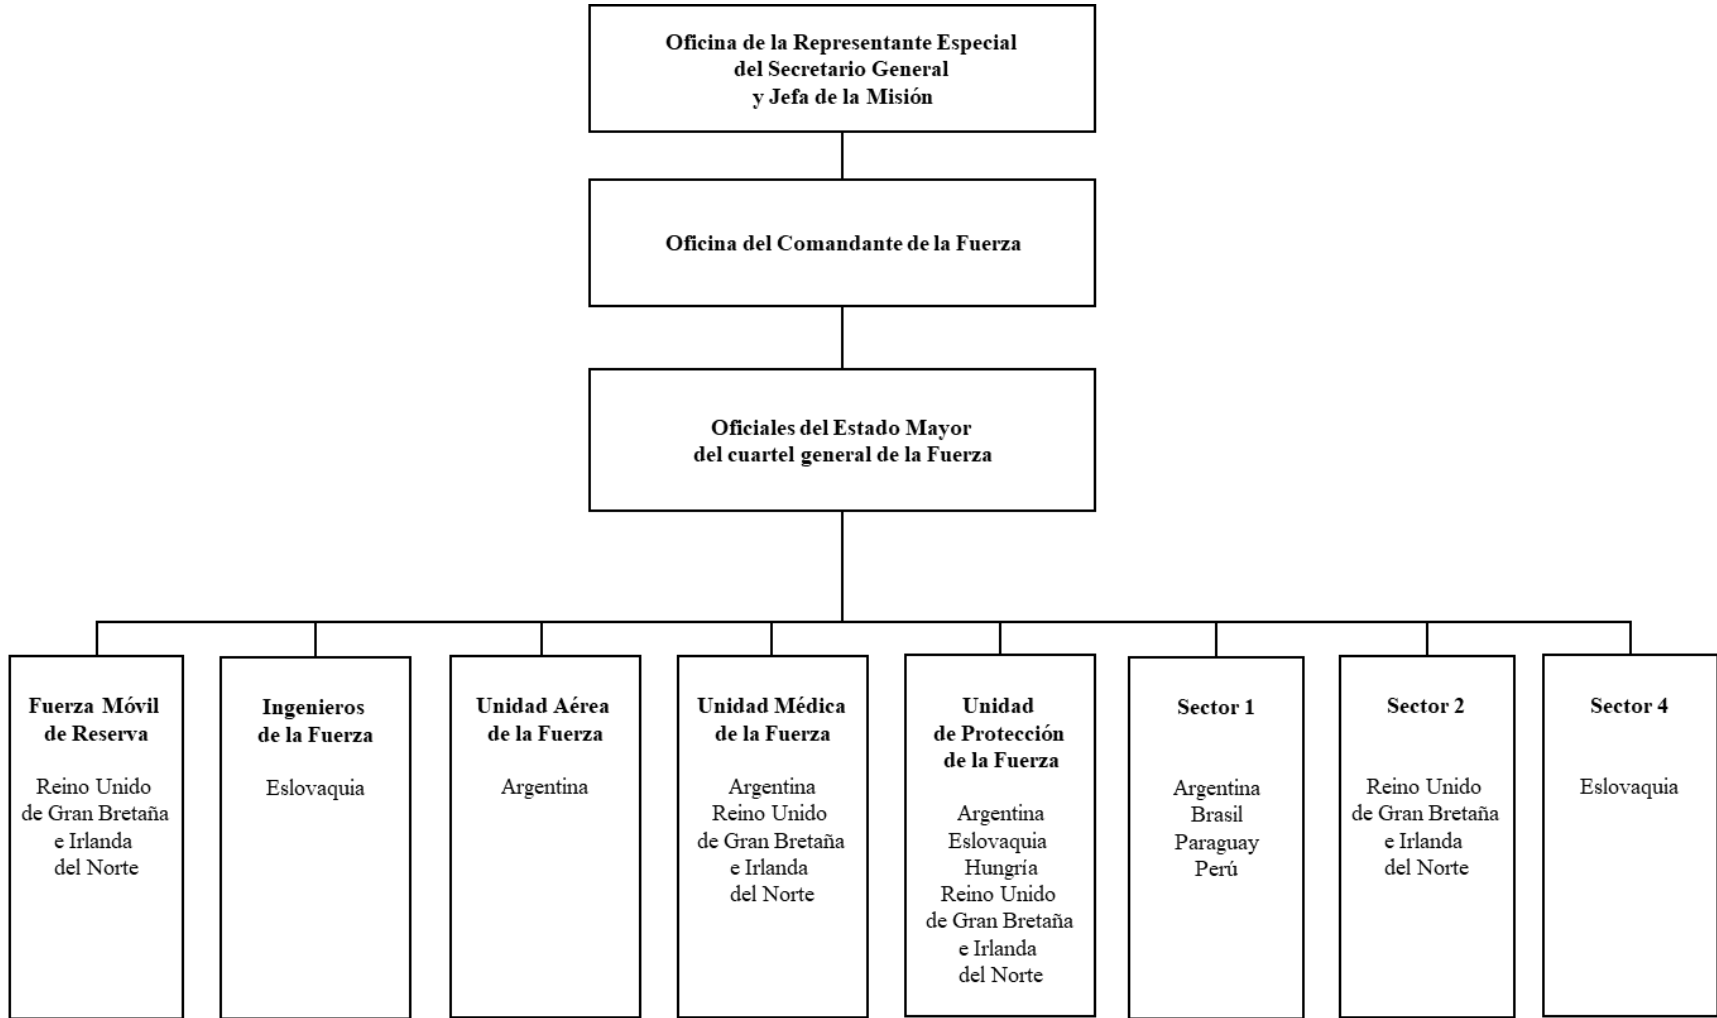 Oficina de la Representante Especial
del Secretario General
y Jefa de la Misión
Oficina del Comandante de la Fuerza
Oficiales del Estado Mayor
del cuartel general de la Fuerza
Fuerza Móvil
de Reserva
Reino Unido
de Gran Bretaña
e Irlanda
del Norte
Ingenieros
de la Fuerza
Eslovaquia
Unidad Aérea
de la Fuerza
Argentina
Unidad Médica
de la Fuerza
Argentina
Reino Unido
de Gran Bretaña
e Irlanda
del Norte
Unidad
de Protección
de la Fuerza
Argentina
Eslovaquia
Hungría
Reino Unido
de Gran Bretaña
e Irlanda
del Norte
Sector 1
Argentina
Brasil
Paraguay
Perú
Sector 2
Reino Unido
de Gran Bretaña
e Irlanda
del Norte
Sector 4
Eslovaquia